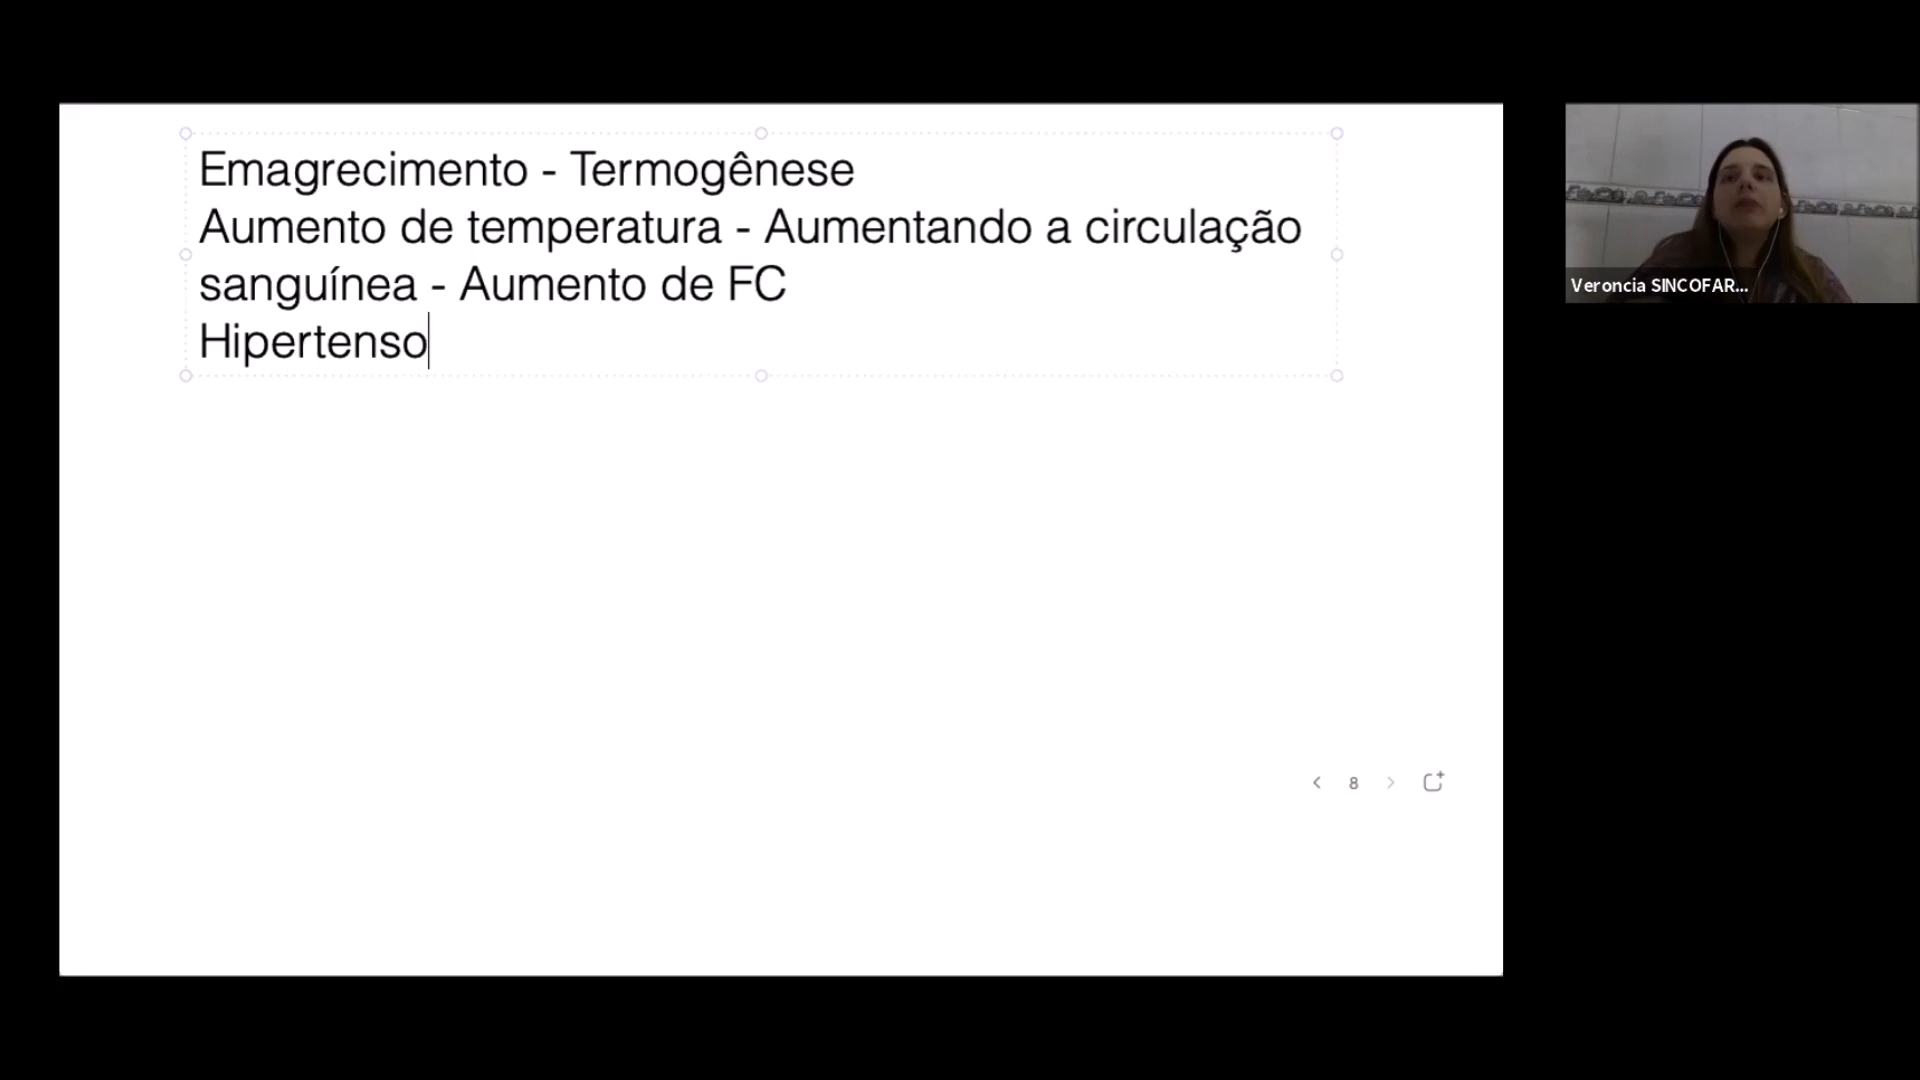 Emagrecimento - Termogênese
Aumento de temperatura - Aumentando a circulação
sanguínea - Aumento de FC
Hipertenso
Veroncia SINCOFAR...
8